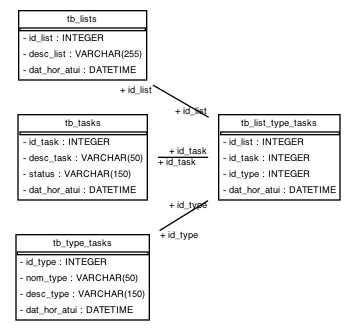 tb_lists
- id_list : INTEGER
- desc_list : VARCHAR(255)
- dat_hor_atui : DATETIME
+ id_list
+ id_list
tb_tasks
- id_task : INTEGER
- desc_task : VARCHAR(50)
- status : VARCHAR(150)
- dat_hor_atui : DATETIME
+ id_task
+ id_task
tb_list_type_tasks
- id_list : INTEGER
- id_task : INTEGER
- id_type : INTEGER
- dat_hor_atui : DATETIME
+ id_type
+ id_type
tb_type_tasks
- id_type : INTEGER
- nom_type : VARCHAR(50)
- desc_type : VARCHAR(150)
- dat_hor_atui : DATETIME